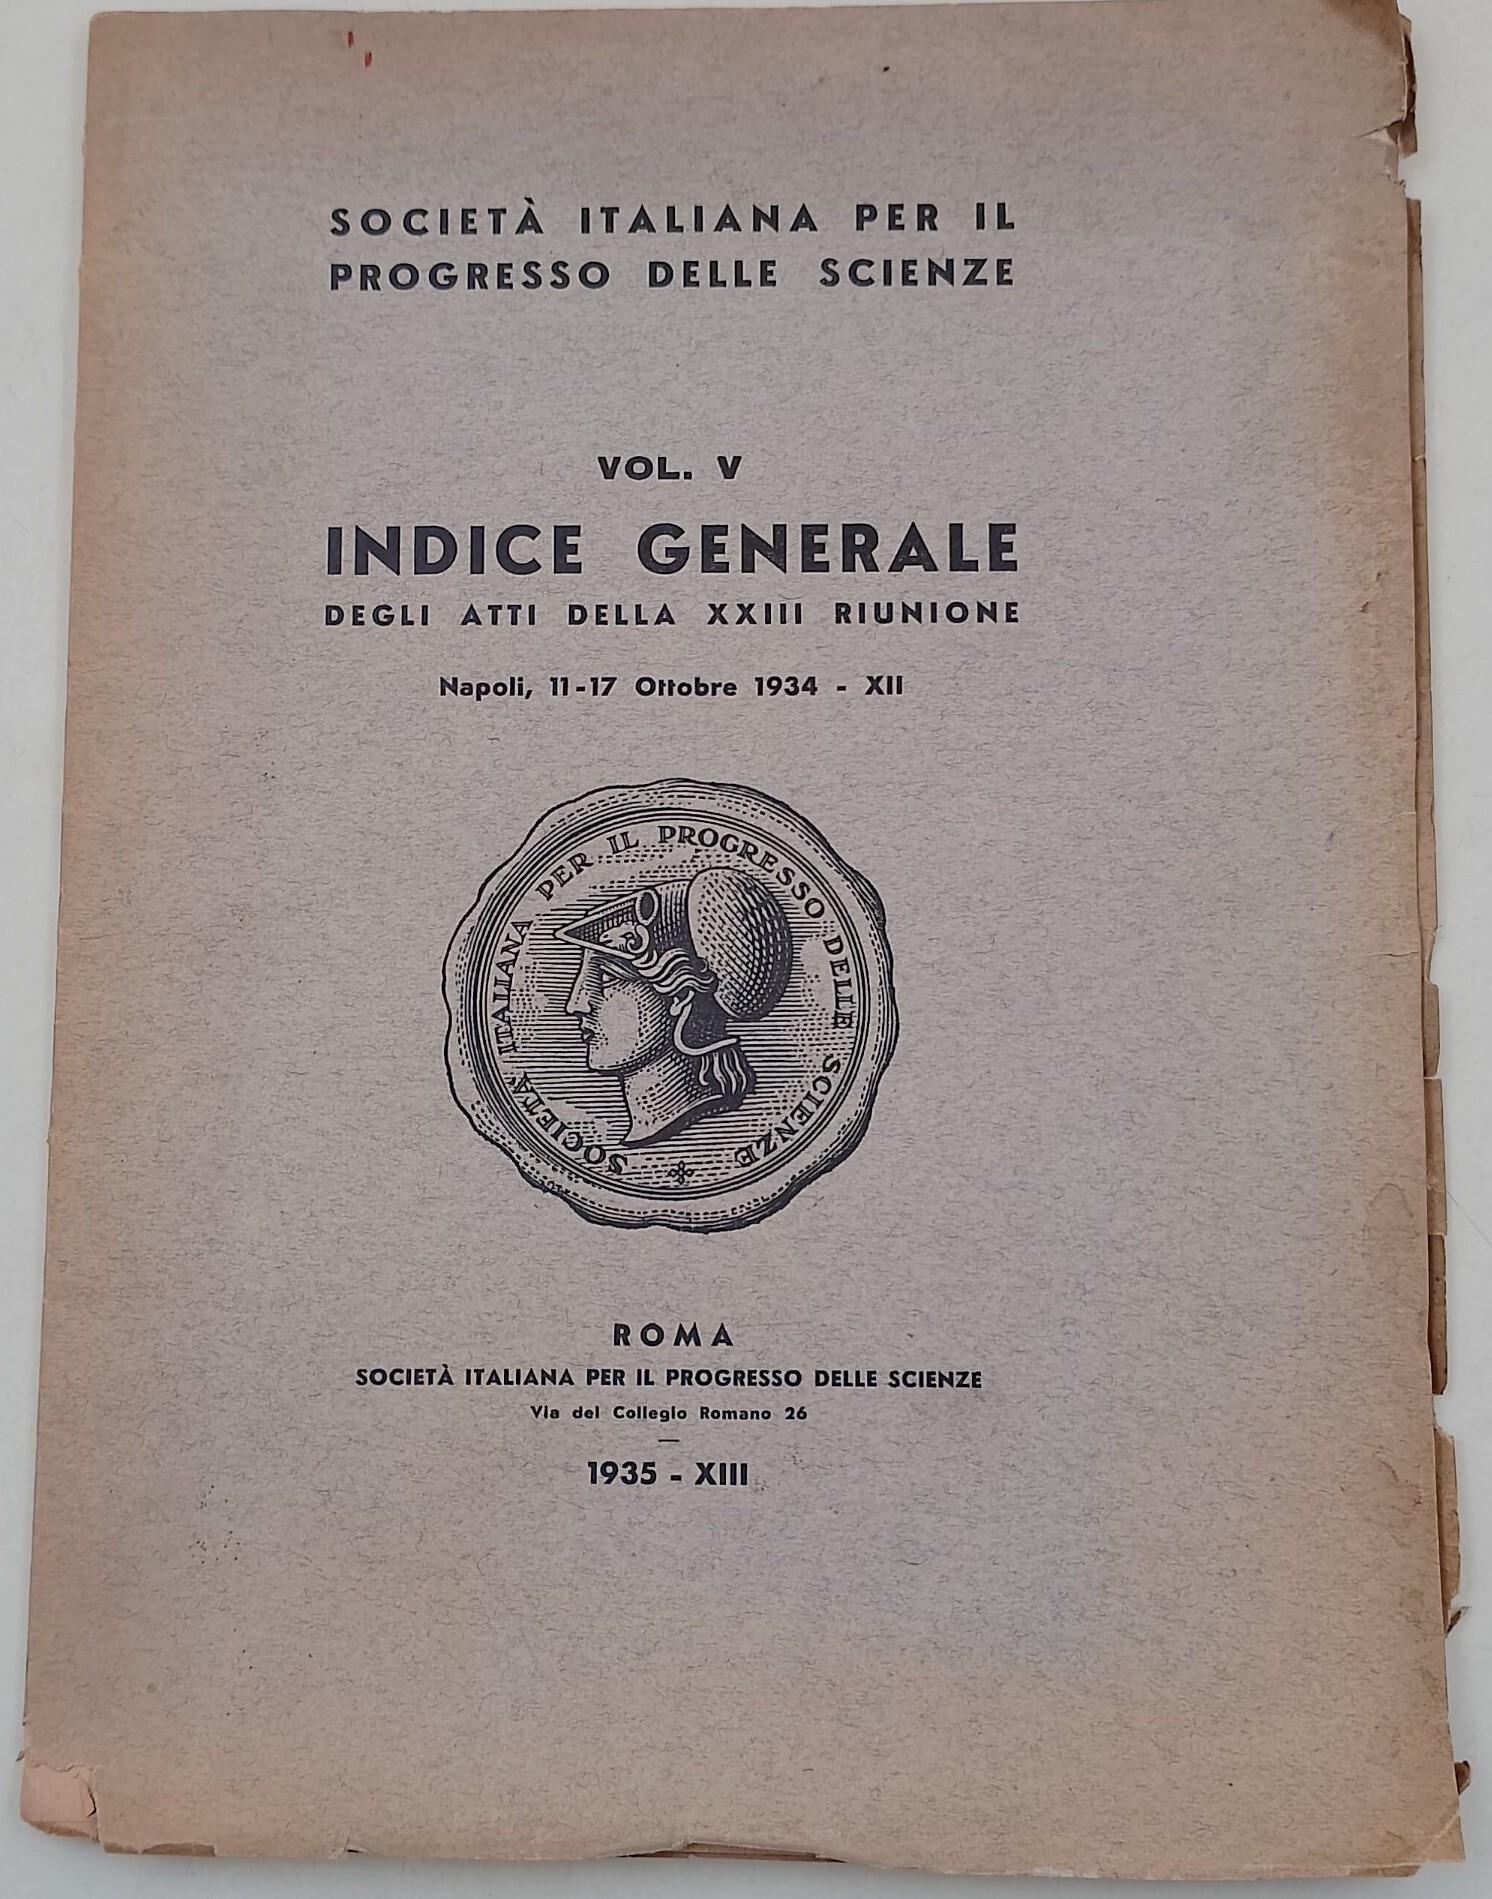 SOCIETÀ ITALIANA PER IL
PROGRESSO DELLE SCIENZE
VOL. V
INDICE GENERALE
DEGLI ATTI DELLA XXIII RIUNIONE
Napoli, 11-17 Ottobre 1934 - XII
SOCIETA' ITALIANA PER IL PROGRESSO DELLE SCIENZE
ROMA
SOCIETÀ ITALIANA PER IL PROGRESSO DELLE SCIENZE
Via del Collegio Romano 26
1935 - XIII